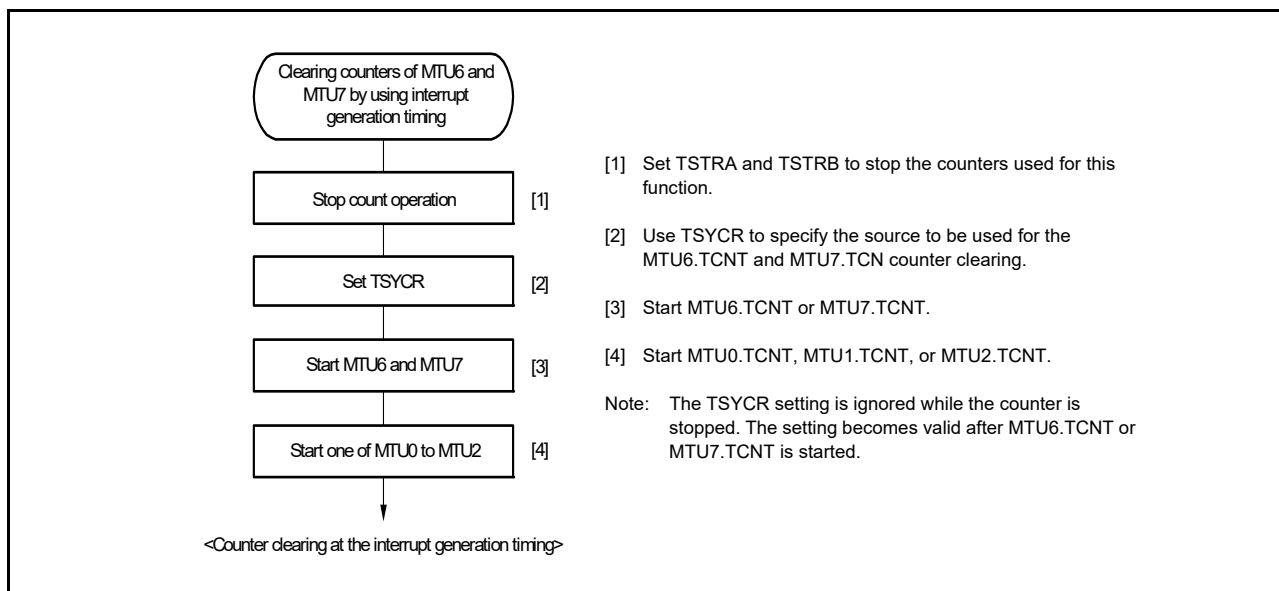 Clearing counters of MTU6 and
MTU7 by using interrupt
generation timing
Stop count operation
[1]
Set TSYCR
[2]
Start MTU6 and MTU7
[3]
Start one of MTU0 to MTU2
[4]
<Counter clearing at the interrupt generation timing>
[1] Set TSTRA and TSTRB to stop the counters used for this
function.
[2] Use TSYCR to specify the source to be used for the
MTU6.TCNT and MTU7.TCN counter clearing.
[3] Start MTU6.TCNT or MTU7.TCNT.
[4] Start MTU0.TCNT, MTU1.TCNT, or MTU2.TCNT.
Note: The TSYCR setting is ignored while the counter is
stopped. The setting becomes valid after MTU6.TCNT or
MTU7.TCNT is started.